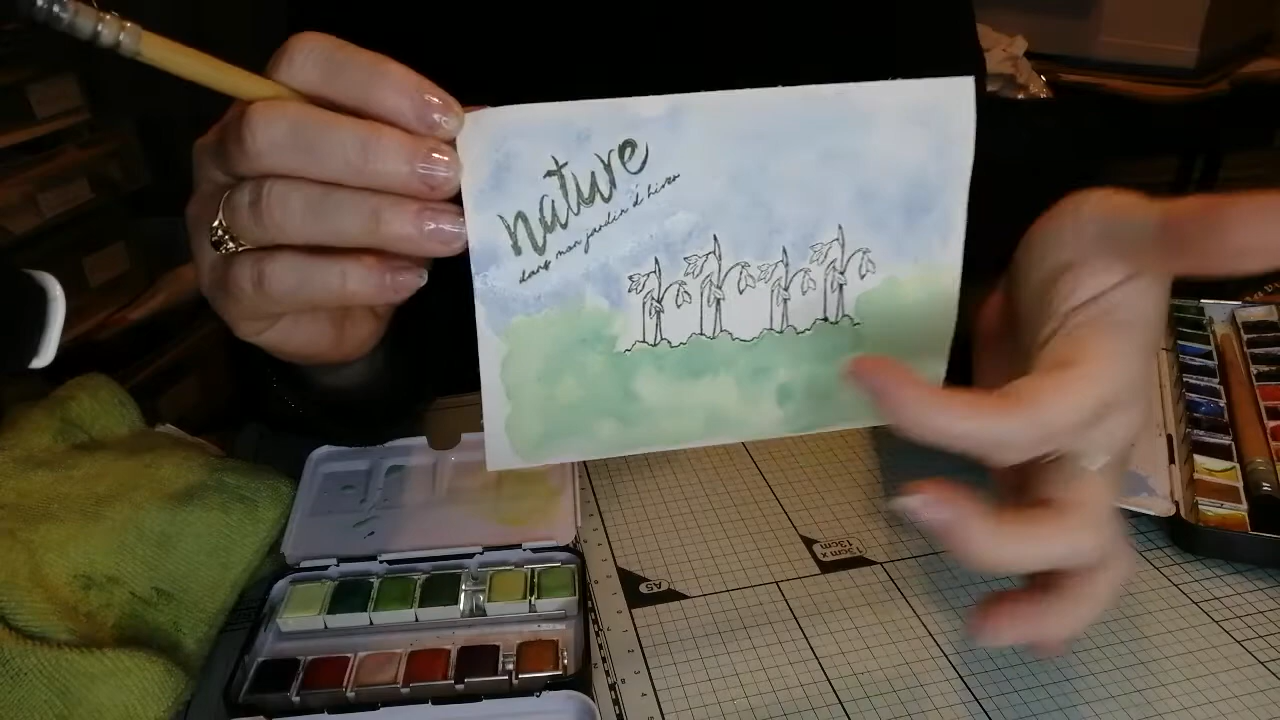 nature
dans mon jardin d'hiver
A5
13cm x
13cm